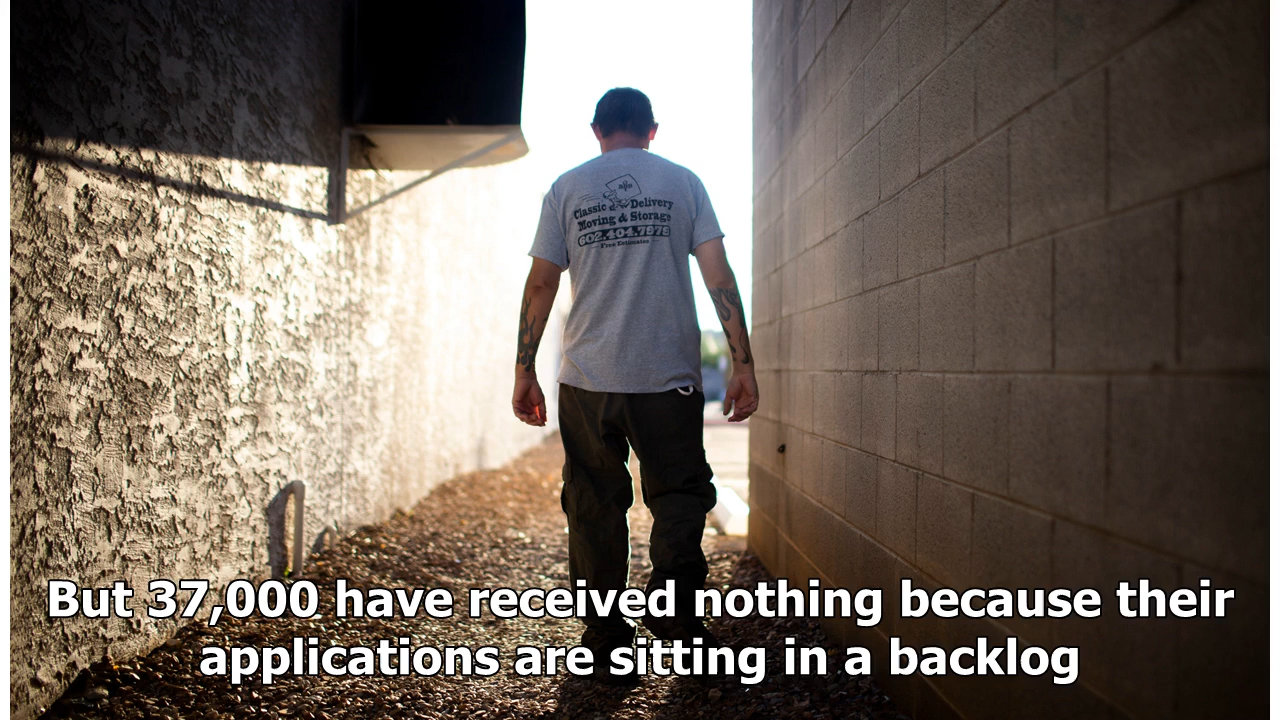 Classic & Delivery
Moving & Storage
602.404.7979
Free Estimates
But 37,000 have received nothing because their
applications are sitting in a backlog